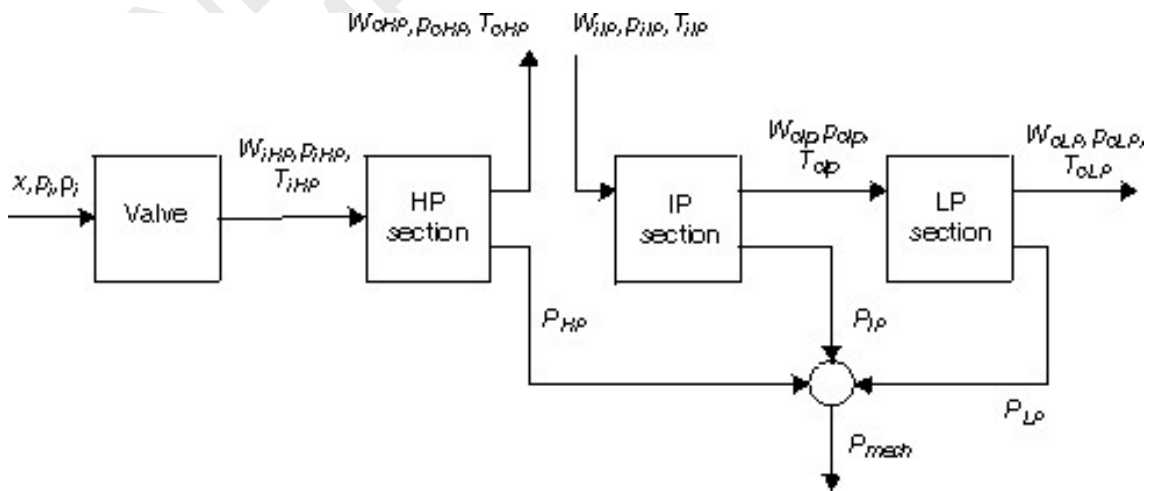 W_oHP, p_oHP, T_oHP
W_iIP, p_iIP, T_iIP
x, p_i, ρ_i
Valve
W_iHP, p_iHP,
T_iHP
HP
section
IP
section
W_oIP, p_oIP,
T_oIP
LP
section
W_oLP, p_oLP,
T_oLP
P_HP
P_IP
P_LP
P_mech